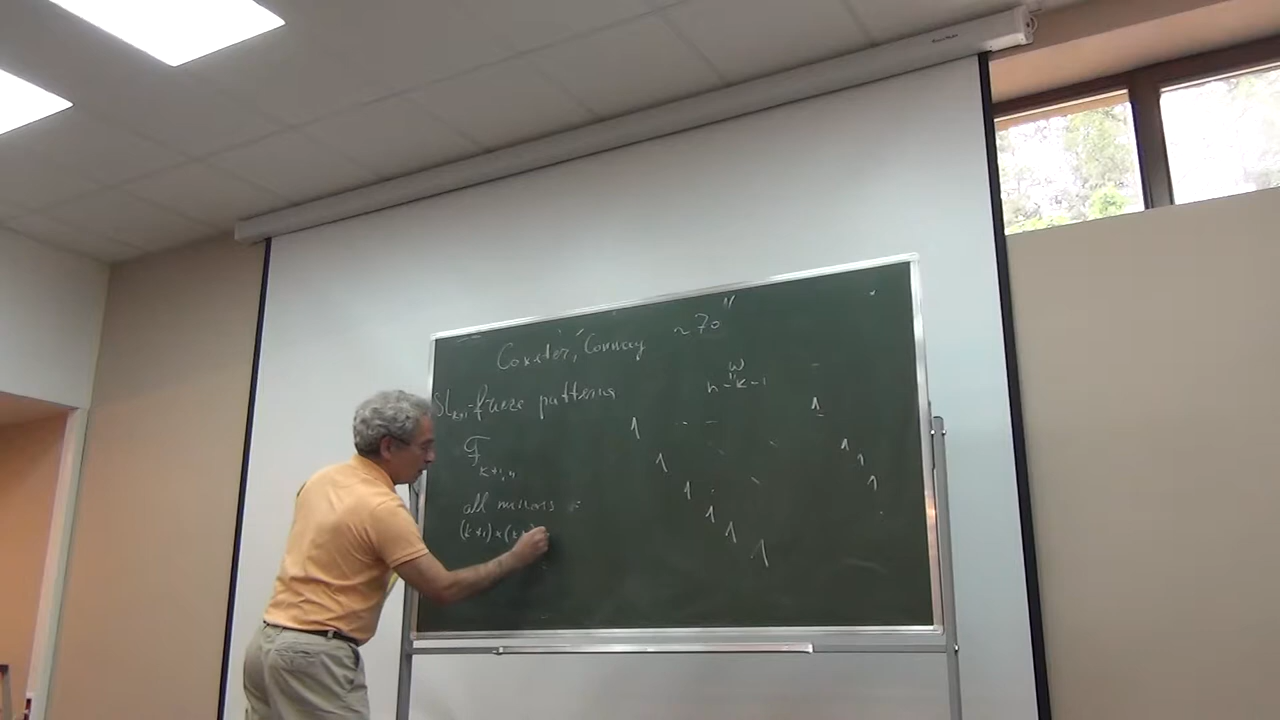 Coxeter, Conway ~ 70"
SL_{k+1}-frieze patterns
w
=
n-k-1
F_{k+1,n}
all minors =
(k+1)×(k+1)
1 1
1 1
1 1
1 1
1
1